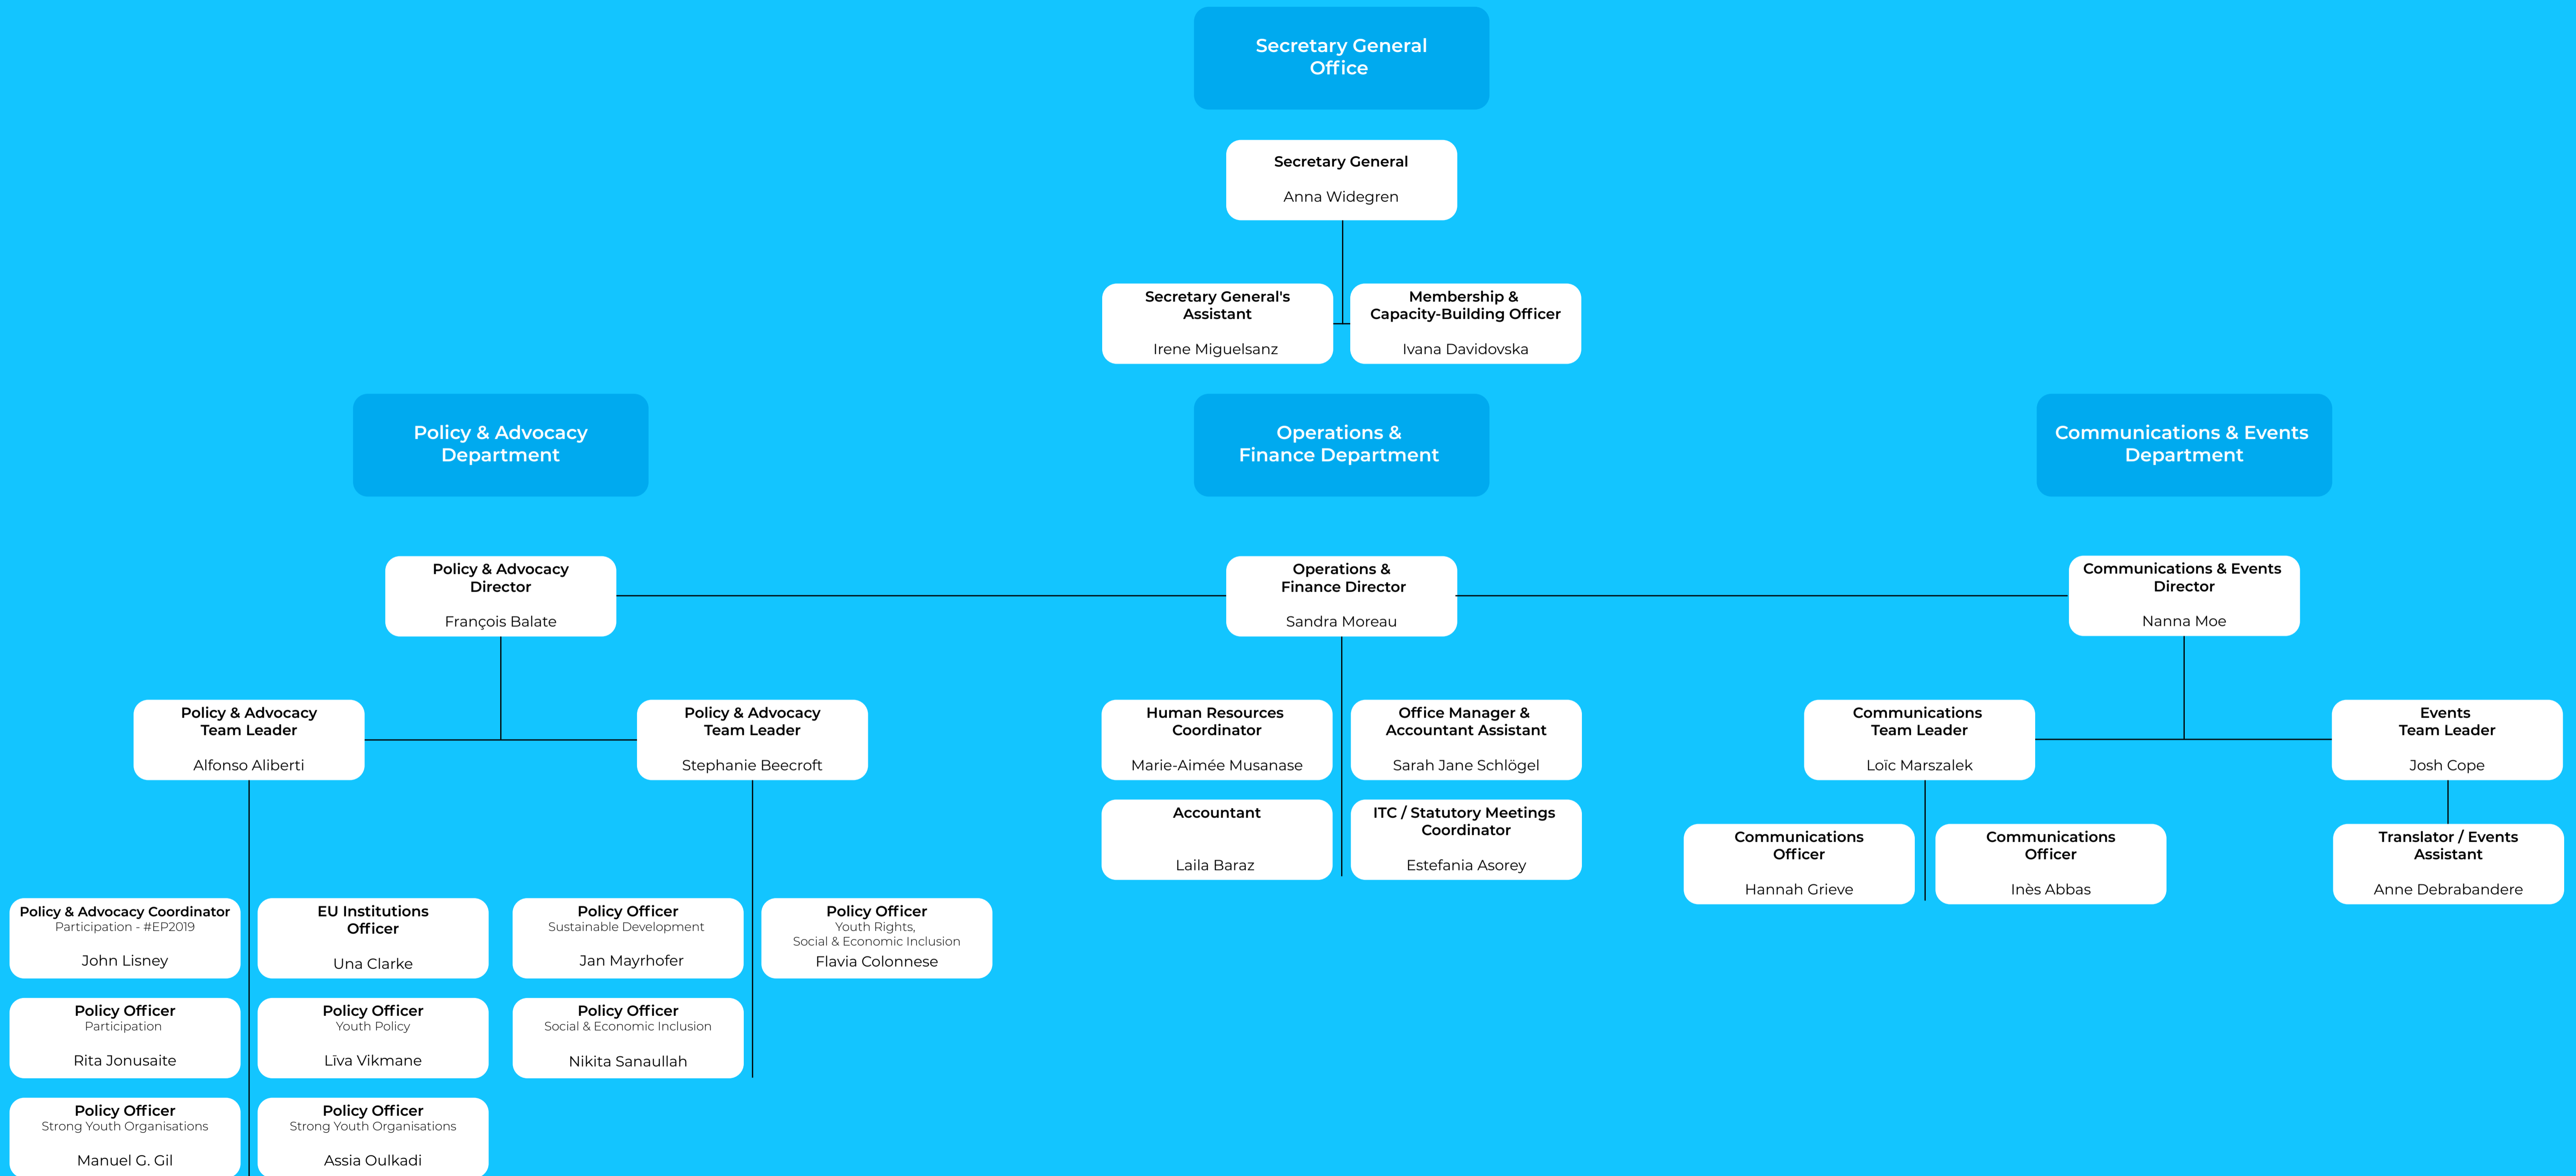 Secretary General
Office
Secretary General
Anna Widegren
Secretary General's
Assistant
Irene Miguelsanz
Membership &
Capacity-Building Officer
Ivana Davidovska
Policy & Advocacy
Department
Operations &
Finance Department
Communications & Events
Department
Policy & Advocacy
Director
François Balate
Operations &
Finance Director
Sandra Moreau
Communications & Events
Director
Nanna Moe
Policy & Advocacy
Team Leader
Alfonso Aliberti
Policy & Advocacy
Team Leader
Stephanie Beecroft
Human Resources
Coordinator
Marie-Aimée Musanase
Office Manager &
Accountant Assistant
Sarah Jane Schlögel
Communications
Team Leader
Loïc Marszalek
Events
Team Leader
Josh Cope
Accountant
Laila Baraz
ITC / Statutory Meetings
Coordinator
Estefania Asorey
Communications
Officer
Hannah Grieve
Communications
Officer
Inès Abbas
Translator / Events
Assistant
Anne Debrabandere
Policy & Advocacy Coordinator
Participation - #EP2019
John Lisney
EU Institutions
Officer
Una Clarke
Policy Officer
Sustainable Development
Jan Mayrhofer
Policy Officer
Youth Rights,
Social & Economic Inclusion
Flavia Colonnese
Policy Officer
Participation
Rita Jonusaite
Policy Officer
Youth Policy
Līva Vikmane
Policy Officer
Social & Economic Inclusion
Nikita Sanaullah
Policy Officer
Strong Youth Organisations
Manuel G. Gil
Policy Officer
Strong Youth Organisations
Assia Oulkadi